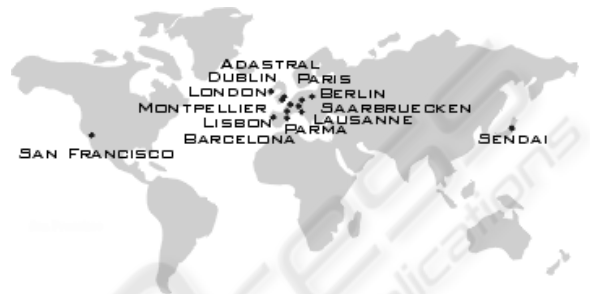 ADASTRAL
DUBLIN PARIS
LONDON BERLIN
MONTPELLIER SAARBRUECKEN
LISBON LAUSANNE
PARMA
BARCELONA
SENDAI
SAN FRANCISCO